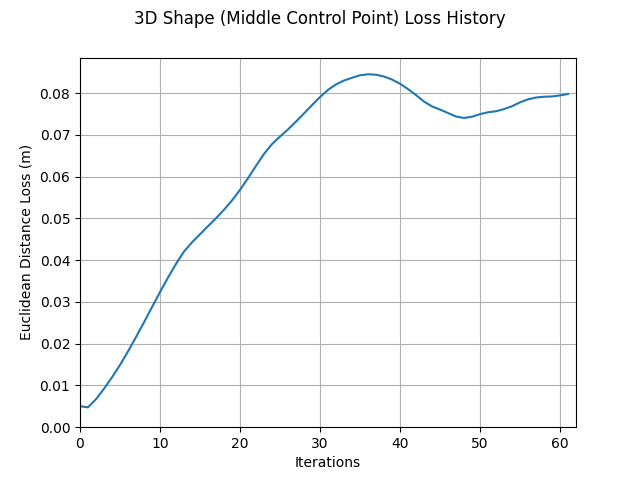 3D Shape (Middle Control Point) Loss History
Euclidean Distance Loss (m)
0.08
0.07
0.06
0.05
0.04
0.03
0.02
0.01
0.00
0 10 20 30 40 50 60
Iterations